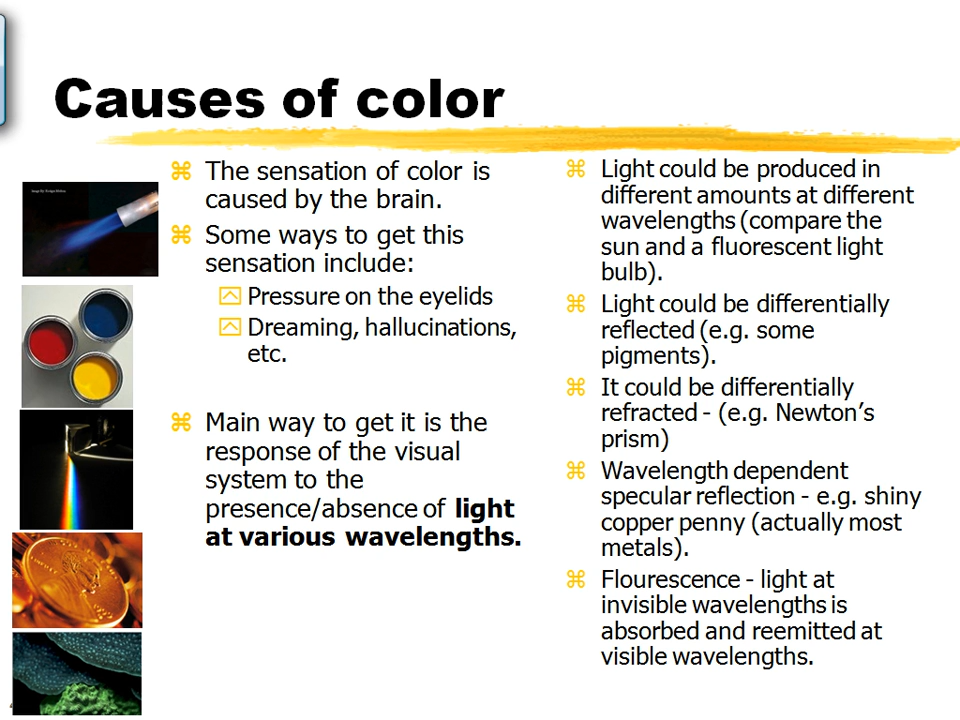 Causes of color
The sensation of color is
caused by the brain.
Some ways to get this
sensation include:
Pressure on the eyelids
Dreaming, hallucinations,
etc.
Main way to get it is the
response of the visual
system to the
presence/absence of light
at various wavelengths.
Light could be produced in
different amounts at different
wavelengths (compare the
sun and a fluorescent light
bulb).
Light could be differentially
reflected (e.g. some
pigments).
It could be differentially
refracted - (e.g. Newton’s
prism)
Wavelength dependent
specular reflection - e.g. shiny
copper penny (actually most
metals).
Flourescence - light at
invisible wavelengths is
absorbed and reemitted at
visible wavelengths.